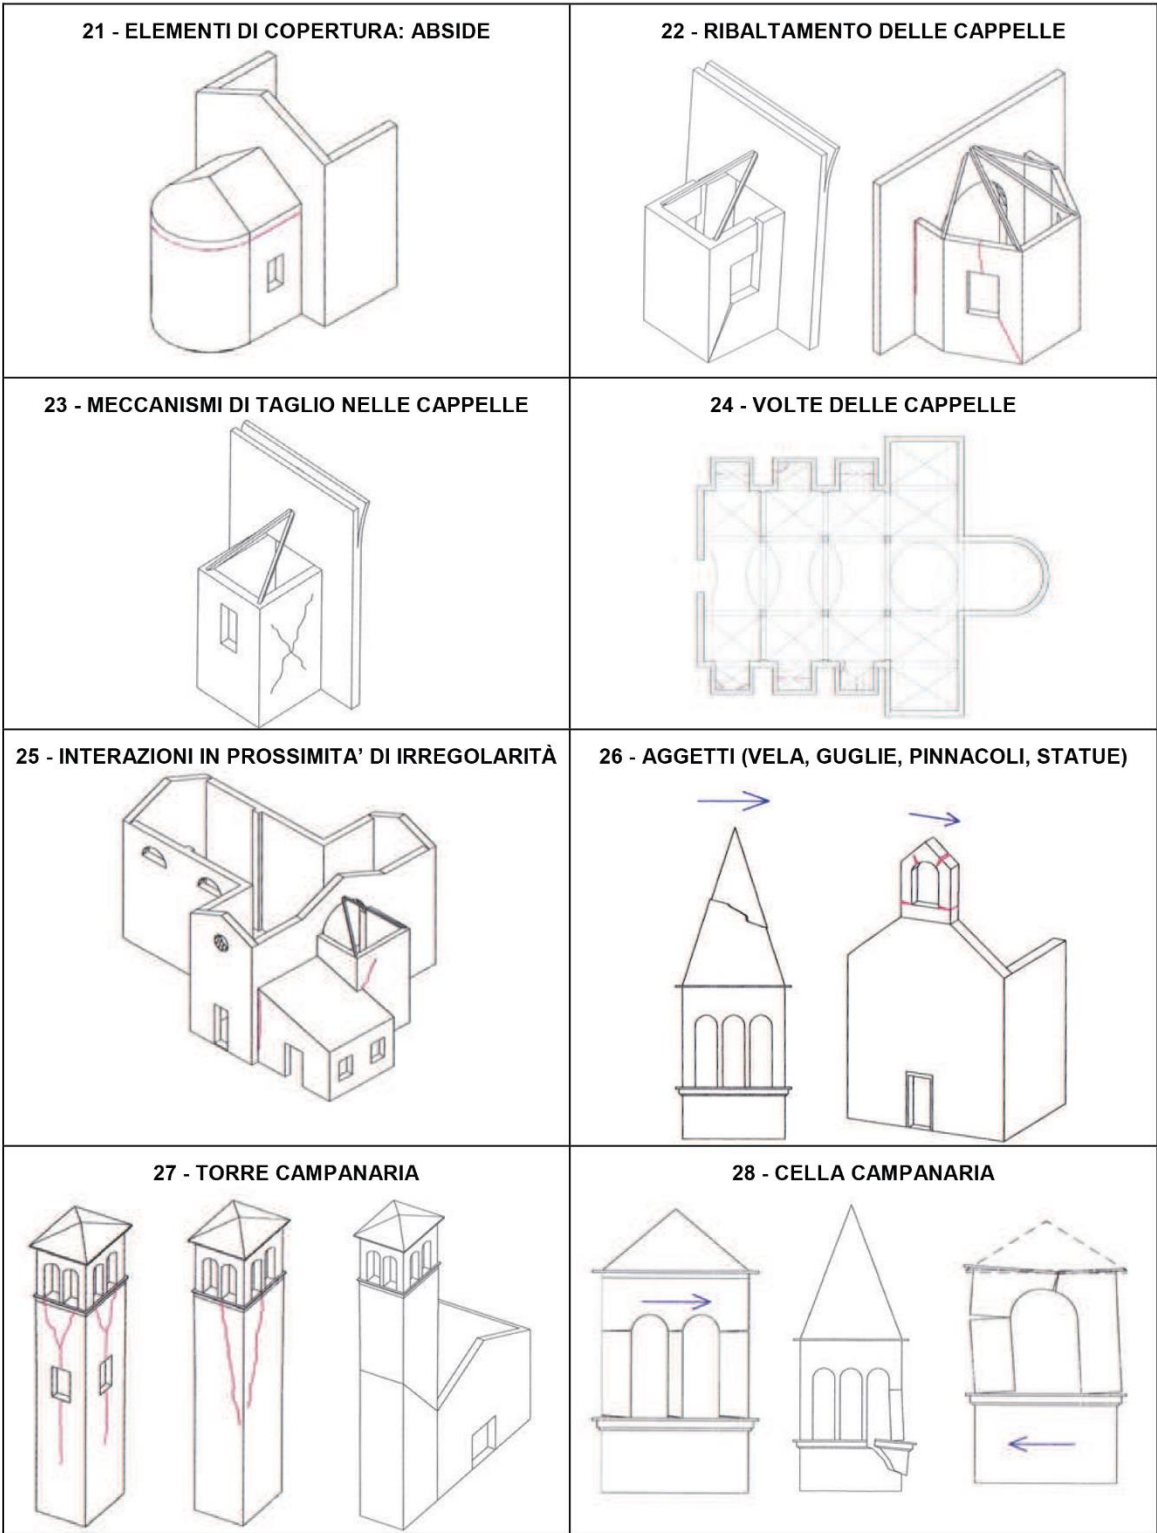 21 - ELEMENTI DI COPERTURA: ABSIDE
22 - RIBALTAMENTO DELLE CAPPELLE
23 - MECCANISMI DI TAGLIO NELLE CAPPELLE
24 - VOLTE DELLE CAPPELLE
25 - INTERAZIONI IN PROSSIMITA' DI IRREGOLARITÀ
26 - AGGETTI (VELA, GUGLIE, PINNACOLI, STATUE)
27 - TORRE CAMPANARIA
28 - CELLA CAMPANARIA